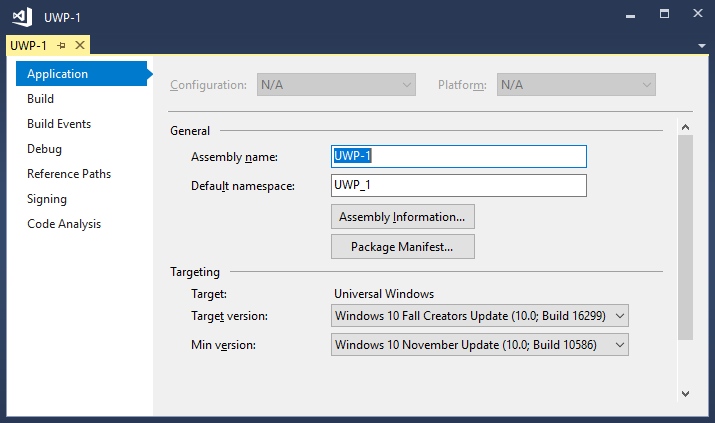 UWP-1
UWP-1
Application
Build
Build Events
Debug
Reference Paths
Signing
Code Analysis
Configuration: N/A Platform: N/A
General
Assembly name: UWP-1
Default namespace: UWP_1
Assembly Information...
Package Manifest...
Targeting
Target: Universal Windows
Target version: Windows 10 Fall Creators Update (10.0; Build 16299)
Min version: Windows 10 November Update (10.0; Build 10586)